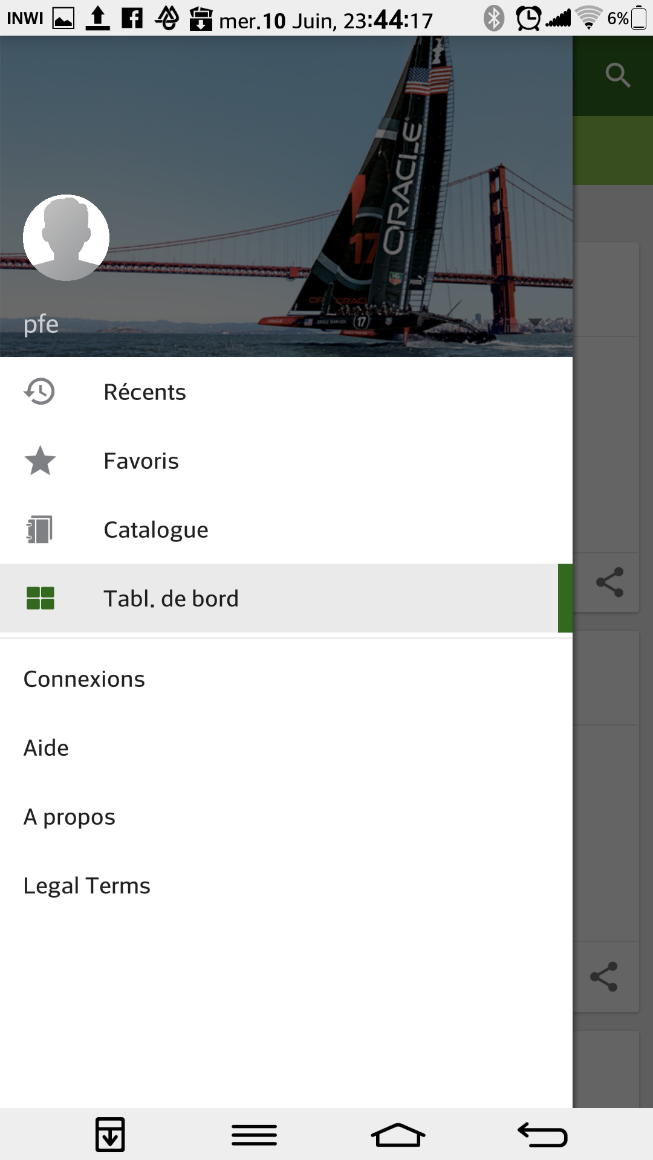 INWI mer.10 Juin, 23:44:17 6%
ORACLE
17
17
pfe
Récents
Favoris
Catalogue
Tabl. de bord
Connexions
Aide
A propos
Legal Terms